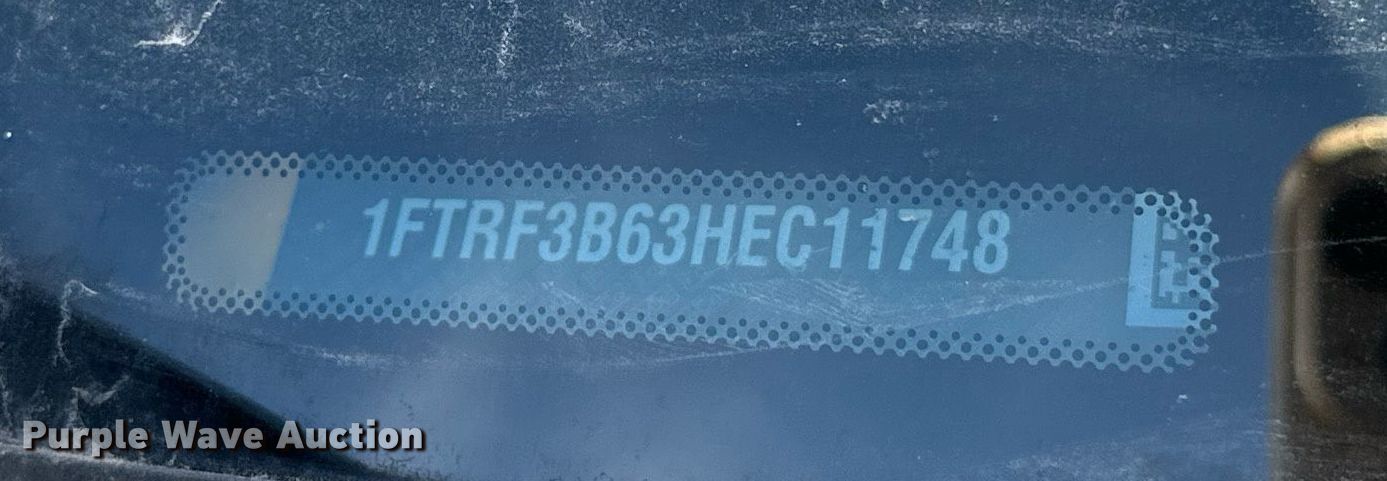 1FTRF3B63HEC11748
Purple Wave Auction